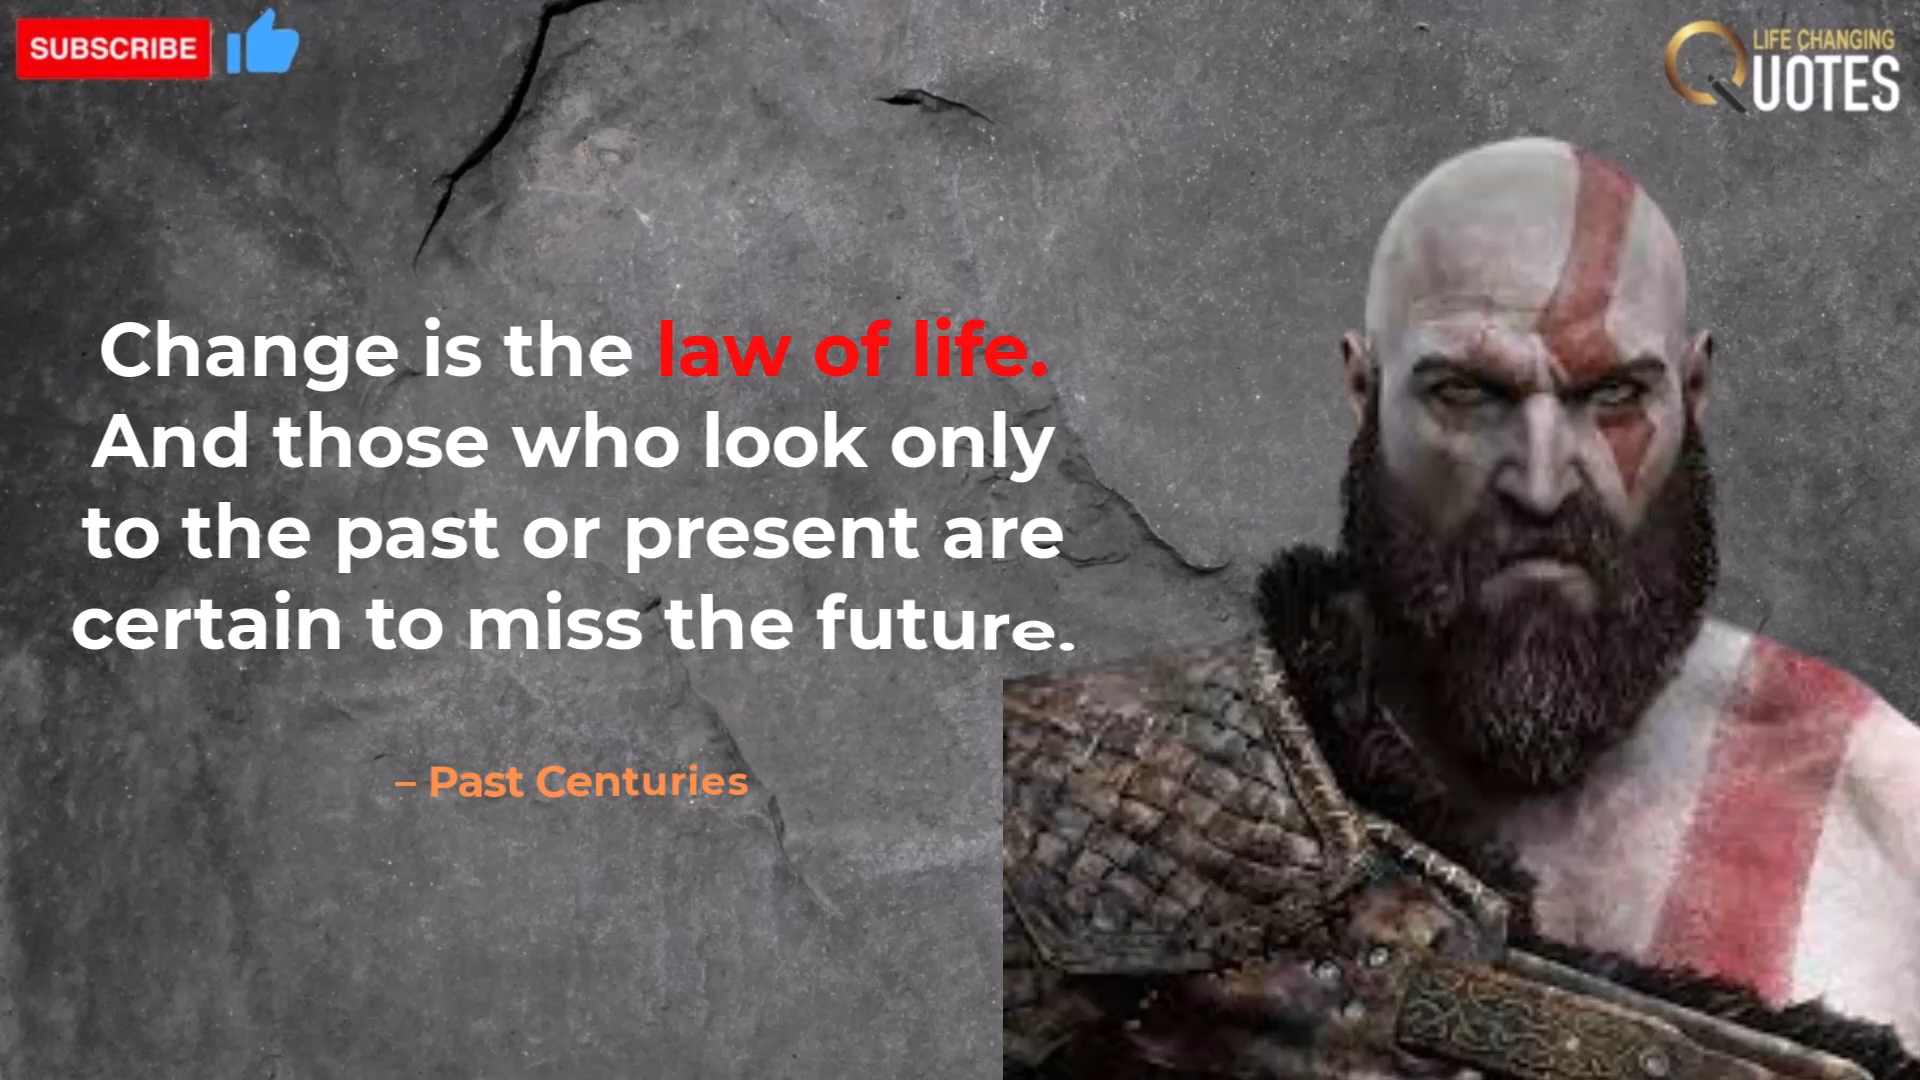 SUBSCRIBE
LIFE CHANGING
QUOTES
Change is the law of life.
And those who look only
to the past or present are
certain to miss the future.
– Past Centuries